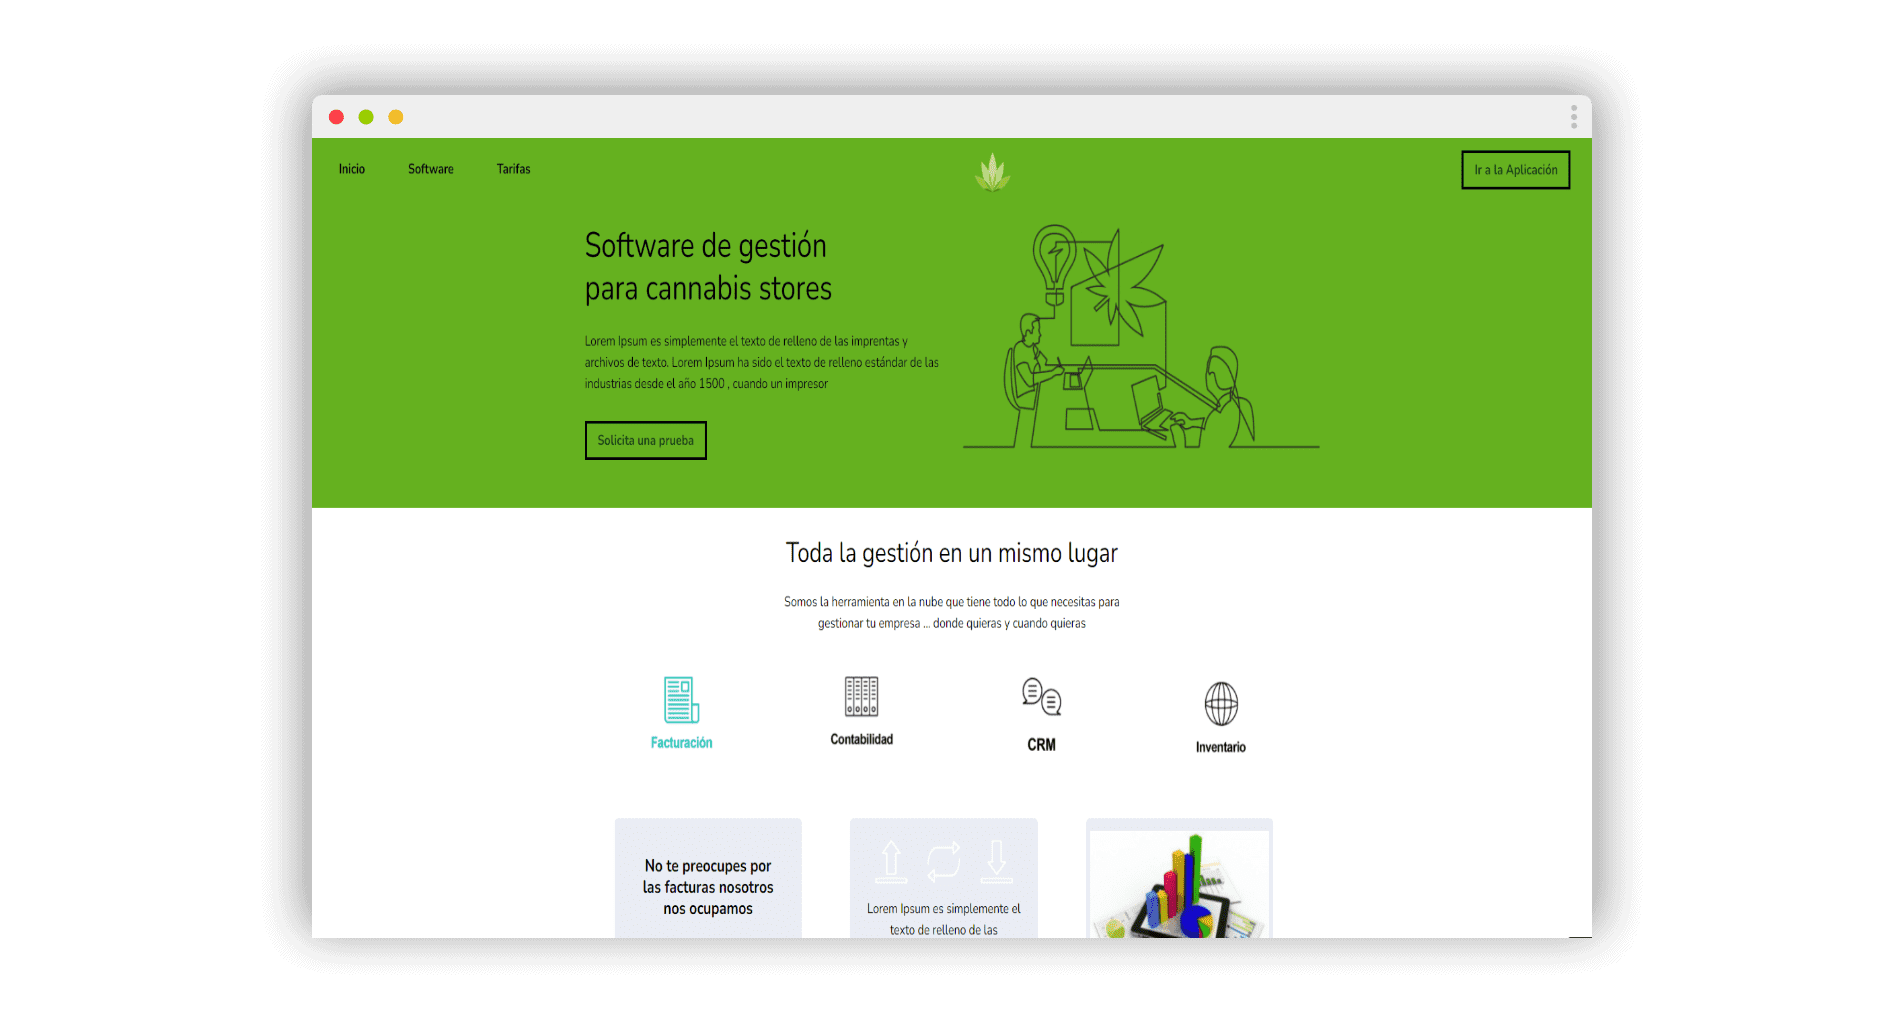 Inicio
Software
Tarifas
Ir a la Aplicación
Software de gestión
para cannabis stores
Lorem Ipsum es simplemente el texto de relleno de las imprentas y
archivos de texto. Lorem Ipsum ha sido el texto de relleno estándar de las
industrias desde el año 1500 , cuando un impresor
Solicita una prueba
Toda la gestión en un mismo lugar
Somos la herramienta en la nube que tiene todo lo que necesitas para
gestionar tu empresa ... donde quieras y cuando quieras
Facturación
Contabilidad
CRM
Inventario
No te preocupes por
las facturas nosotros
nos ocupamos
Lorem Ipsum es simplemente el
texto de relleno de las